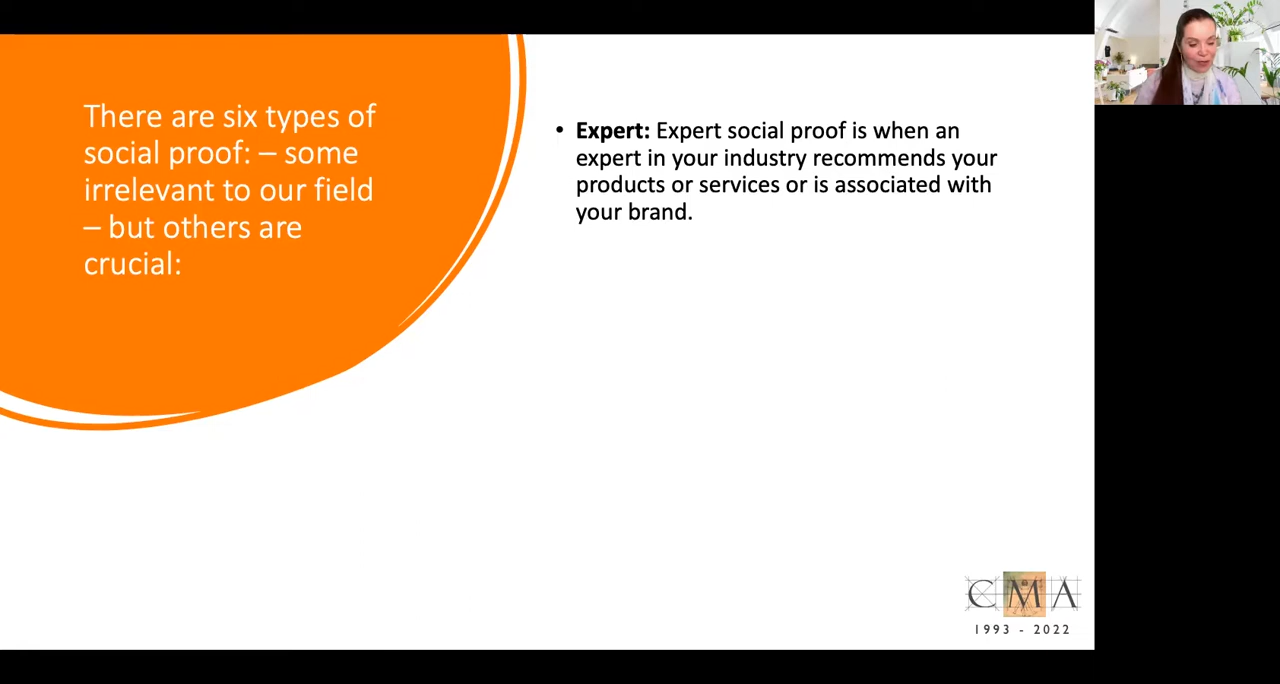 There are six types of
social proof: – some
irrelevant to our field
– but others are
crucial:
• Expert: Expert social proof is when an
expert in your industry recommends your
products or services or is associated with
your brand.
CMA
1993 - 2022